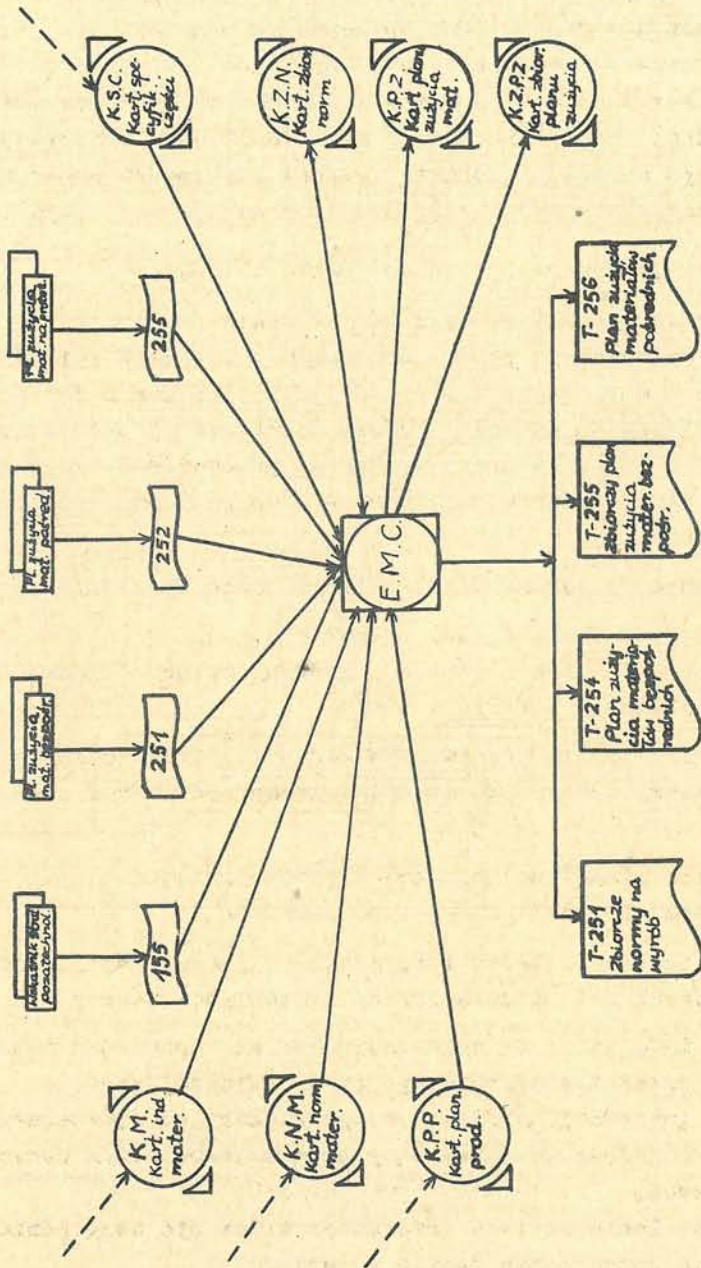 K.S.C.
Kart. spe-
cyfik.
części
K.Z.N.
Kart. zbior.
norm
K.P.Z.
Kart plan.
zużycia
mat.
K.Z.P.Z
Kart. zbior.
planu
zużycia
Pl. zużycia
mat. na
255
Pl. zużycia
mat. pośred.
252
Pl. zużycia
mat. bezpośr.
251
Wskaźnik
pozatechnol.
155
E.M.C.
T-256
Plan zużycia
materiałów
pośrednich
T-255
Zbiorczy plan
zużycia
mater. bez-
pośr.
T-254
Plan zuży-
cia materia-
łów bezpoś-
rednich
T-251
Zbiorcze
normy na
wyrób
K.M.
Kart. ind.
mater.
K.N.M.
Kart. norm
mater.
K.P.P.
Kart. plan.
prod.